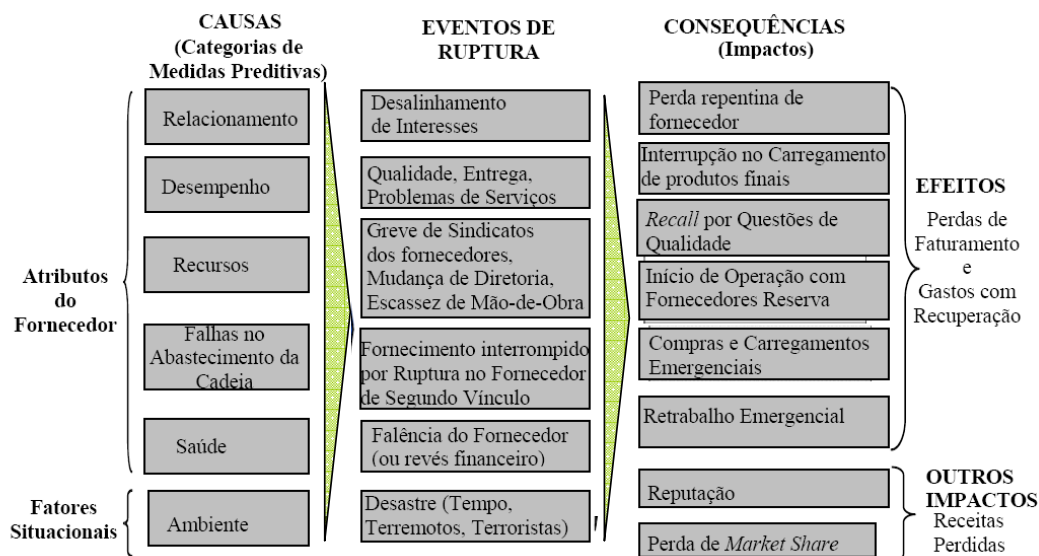 CAUSAS
(Categorias de
Medidas Preditivas)
EVENTOS DE
RUPTURA
CONSEQUÊNCIAS
(Impactos)
Atributos
do
Fornecedor
Relacionamento
Desempenho
Recursos
Falhas no
Abastecimento da
Cadeia
Saúde
Fatores
Situacionais
Ambiente
Desalinhamento
de Interesses
Qualidade, Entrega,
Problemas de Serviços
Greve de Sindicatos
dos fornecedores,
Mudança de Diretoria,
Escassez de Mão-de-Obra
Fornecimento interrompido
por Ruptura no Fornecedor
de Segundo Vínculo
Falência do Fornecedor
(ou revés financeiro)
Desastre (Tempo,
Terremotos, Terroristas)
Perda repentina de
fornecedor
Interrupção no Carregamento
de produtos finais
Recall por Questões de
Qualidade
Início de Operação com
Fornecedores Reserva
Compras e Carregamentos
Emergenciais
Retrabalho Emergencial
Reputação
Perda de Market Share
EFEITOS
Perdas de
Faturamento
e
Gastos com
Recuperação
OUTROS
IMPACTOS
Receitas
Perdidas